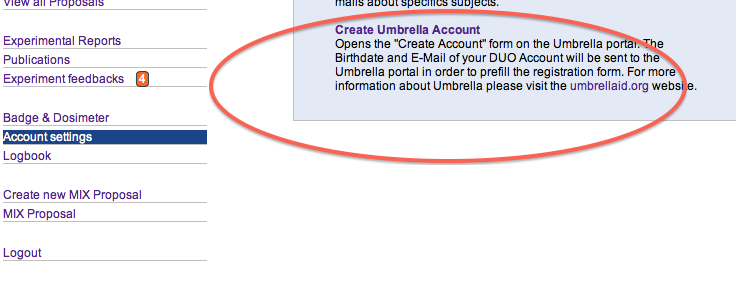 View all Proposals
Experimental Reports
Publications
Experiment feedbacks 4
Badge & Dosimeter
Account settings
Logbook
Create new MIX Proposal
MIX Proposal
Logout
mails about specifics subjects.
Create Umbrella Account
Opens the "Create Account" form on the Umbrella portal. The
Birthdate and E-Mail of your DUO Account will be sent to the
Umbrella portal in order to prefill the registration form. For more
information about Umbrella please visit the umbrellaid.org website.